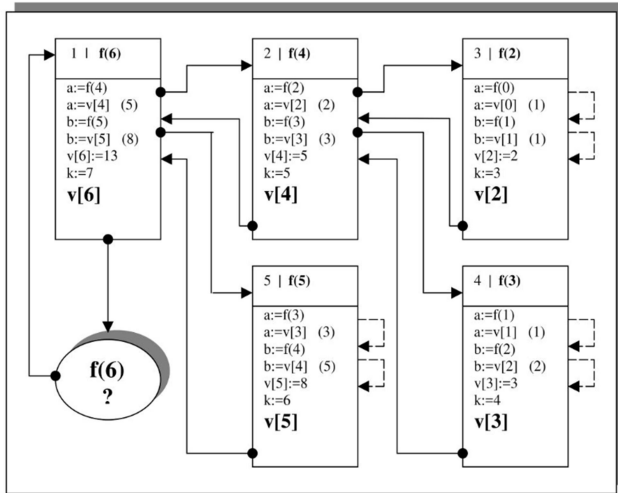 1 | f(6)
a:=f(4)
a:=v[4] (5)
b:=f(5)
b:=v[5] (8)
v[6]:=13
k:=7
v[6]
2 | f(4)
a:=f(2)
a:=v[2] (2)
b:=f(3)
b:=v[3] (3)
v[4]:=5
k:=5
v[4]
3 | f(2)
a:=f(0)
a:=v[0] (1)
b:=f(1)
b:=v[1] (1)
v[2]:=2
k:=3
v[2]
f(6)
?
5 | f(5)
a:=f(3)
a:=v[3] (3)
b:=f(4)
b:=v[4] (5)
v[5]:=8
k:=6
v[5]
4 | f(3)
a:=f(1)
a:=v[1] (1)
b:=f(2)
b:=v[2] (2)
v[3]:=3
k:=4
v[3]